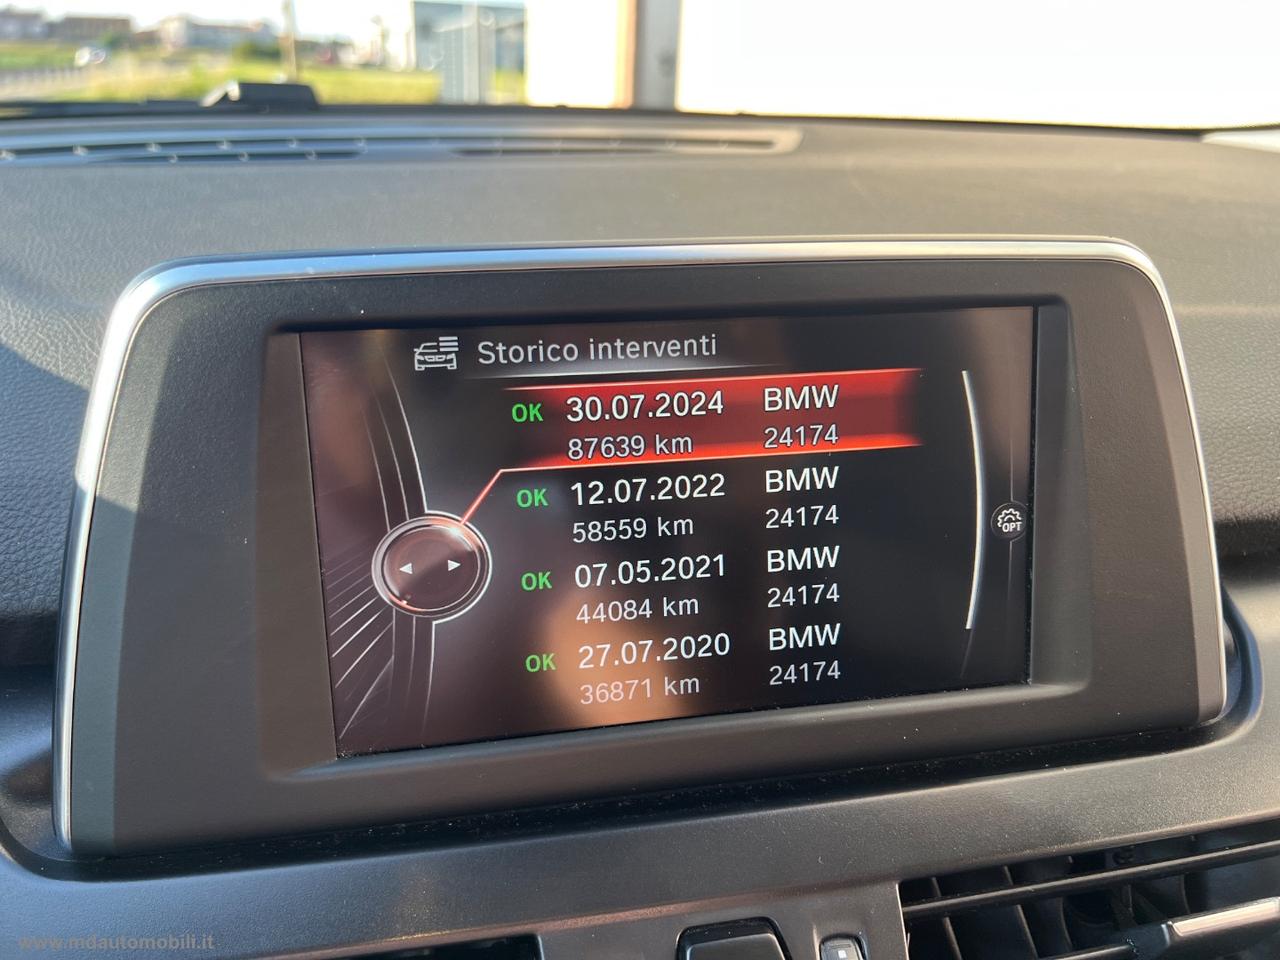 Storico interventi
OK 30.07.2024 BMW
87639 km 24174
OK 12.07.2022 BMW
58559 km 24174
OPT
OK 07.05.2021 BMW
44084 km 24174
OK 27.07.2020 BMW
36871 km 24174
www.mdautomobili.it